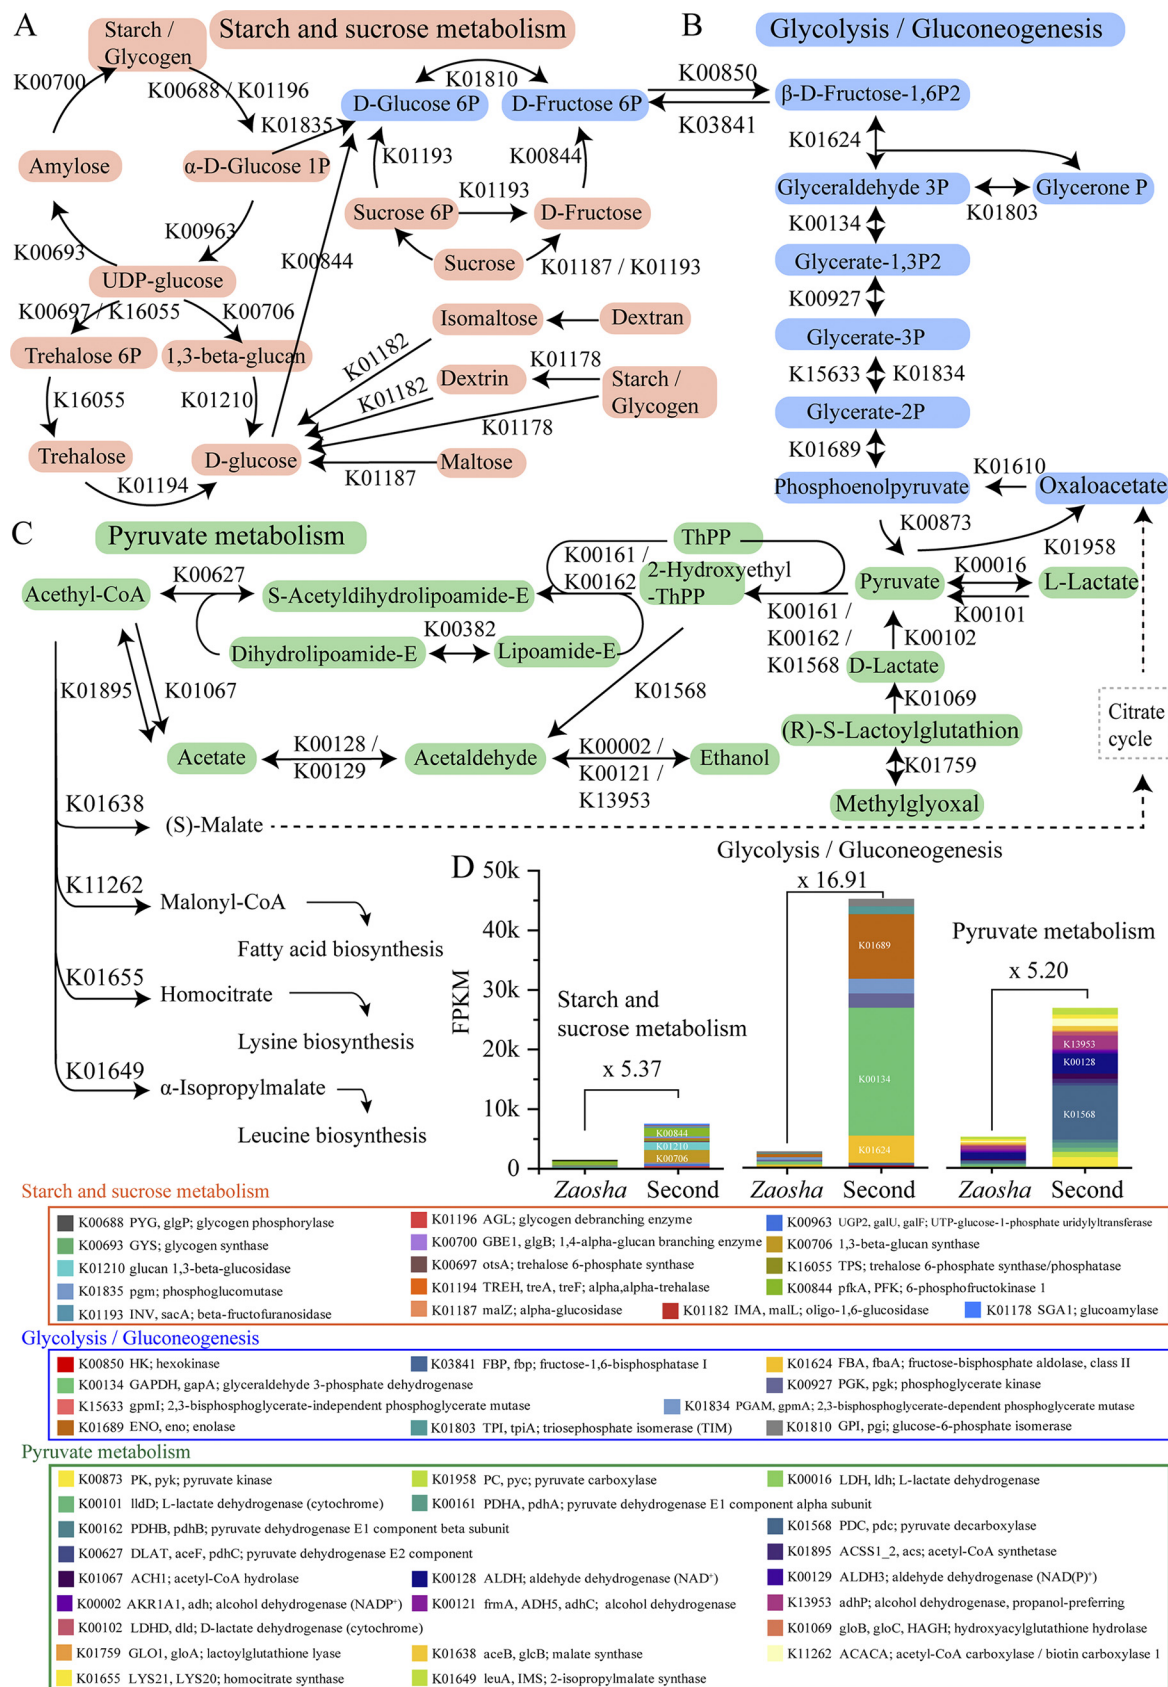 A
Starch and sucrose metabolism
Starch /
Glycogen
K00700
K00688 / K01196
K01835
Amylose
α-D-Glucose 1P
K00693
K00963
UDP-glucose
K00697 / K16055
K00706
Trehalose 6P
1,3-beta-glucan
K16055
K01210
Trehalose
D-glucose
K01194
K01810
D-Glucose 6P
D-Fructose 6P
K01193
K00844
K01193
Sucrose 6P
D-Fructose
Sucrose
K00844
K01187 / K01193
Isomaltose
Dextran
K01182
K01178
Dextrin
K01182
Starch /
Glycogen
K01178
Maltose
K01187
B
Glycolysis / Gluconeogenesis
K00850
β-D-Fructose-1,6P2
K03841
K01624
Glyceraldehyde 3P
Glycerone P
K01803
K00134
Glycerate-1,3P2
K00927
Glycerate-3P
K15633
K01834
Glycerate-2P
K01689
K01610
Phosphoenolpyruvate
Oxaloacetate
K00873
K01958
C
Pyruvate metabolism
ThPP
K00161 /
K00162
2-Hydroxyethyl
-ThPP
K00627
Acethyl-CoA
S-Acetyldihydrolipoamide-E
K00382
Dihydrolipoamide-E
Lipoamide-E
Pyruvate
K00016
L-Lactate
K00101
K00161 /
K00162 /
K01568
K00102
D-Lactate
K01069
(R)-S-Lactoylglutathion
K01759
Methylglyoxal
Citrate
cycle
K01895
K01067
K01568
Acetate
K00128 /
K00129
Acetaldehyde
K00002 /
K00121 /
K13953
Ethanol
K01638
(S)-Malate
K11262
Malonyl-CoA
Fatty acid biosynthesis
K01655
Homocitrate
Lysine biosynthesis
K01649
α-Isopropylmalate
Leucine biosynthesis
D
Glycolysis / Gluconeogenesis
50k
40k
30k
20k
10k
0
FPKM
x 16.91
Pyruvate metabolism
x 5.20
Starch and
sucrose metabolism
x 5.37
K00844
K01210
K00706
K01689
K00134
K01624
K13953
K00128
K01568
Zaosha
Second
Zaosha
Second
Zaosha
Second
Starch and sucrose metabolism
K00688 PYG, glgP; glycogen phosphorylase
K01196 AGL; glycogen debranching enzyme
K00963 UGP2, galU, galF; UTP-glucose-1-phosphate uridylyltransferase
K00693 GYS; glycogen synthase
K00700 GBE1, glgB; 1,4-alpha-glucan branching enzyme
K00706 1,3-beta-glucan synthase
K01210 glucan 1,3-beta-glucosidase
K00697 otsA; trehalose 6-phosphate synthase
K16055 TPS; trehalose 6-phosphate synthase/phosphatase
K01835 pgm; phosphoglucomutase
K01194 TREH, treA, treF; alpha,alpha-trehalase
K00844 pfkA, PFK; 6-phosphofructokinase 1
K01193 INV, sacA; beta-fructofuranosidase
K01187 malZ; alpha-glucosidase
K01182 IMA, malL; oligo-1,6-glucosidase
K01178 SGA1; glucoamylase
Glycolysis / Gluconeogenesis
K00850 HK; hexokinase
K03841 FBP, fbp; fructose-1,6-bisphosphatase I
K01624 FBA, fbaA; fructose-bisphosphate aldolase, class II
K00134 GAPDH, gapA; glyceraldehyde 3-phosphate dehydrogenase
K00927 PGK, pgk; phosphoglycerate kinase
K15633 gpmI; 2,3-bisphosphoglycerate-independent phosphoglycerate mutase
K01834 PGAM, gpmA; 2,3-bisphosphoglycerate-dependent phosphoglycerate mutase
K01689 ENO, eno; enolase
K01803 TPI, tpiA; triosephosphate isomerase (TIM)
K01810 GPI, pgi; glucose-6-phosphate isomerase
Pyruvate metabolism
K00873 PK, pyk; pyruvate kinase
K01958 PC, pyc; pyruvate carboxylase
K00016 LDH, ldh; L-lactate dehydrogenase
K00101 lldD; L-lactate dehydrogenase (cytochrome)
K00161 PDHA, pdhA; pyruvate dehydrogenase E1 component alpha subunit
K00162 PDHB, pdhB; pyruvate dehydrogenase E1 component beta subunit
K01568 PDC, pdc; pyruvate decarboxylase
K00627 DLAT, aceF, pdhC; pyruvate dehydrogenase E2 component
K01895 ACSS1_2, acs; acetyl-CoA synthetase
K01067 ACH1; acetyl-CoA hydrolase
K00128 ALDH; aldehyde dehydrogenase (NAD⁺)
K00129 ALDH3; aldehyde dehydrogenase (NAD(P)⁺)
K00002 AKR1A1, adh; alcohol dehydrogenase (NADP⁺)
K00121 frmA, ADH5, adhC; alcohol dehydrogenase
K13953 adhP; alcohol dehydrogenase, propanol-preferring
K00102 LDHD, dld; D-lactate dehydrogenase (cytochrome)
K01069 gloB, gloC, HAGH; hydroxyacylglutathione hydrolase
K01759 GLO1, gloA; lactoylglutathione lyase
K01638 aceB, glcB; malate synthase
K11262 ACACA; acetyl-CoA carboxylase / biotin carboxylase 1
K01655 LYS21, LYS20; homocitrate synthase
K01649 leuA, IMS; 2-isopropylmalate synthase